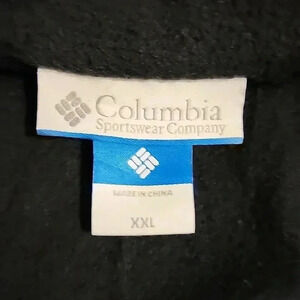 Columbia
Sportswear Company
MADE IN CHINA
XXL